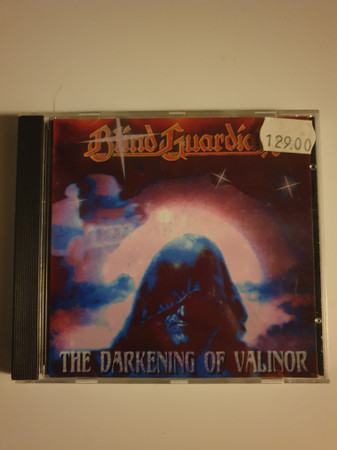 Blind Guardian
129.00
THE DARKENING OF VALINOR